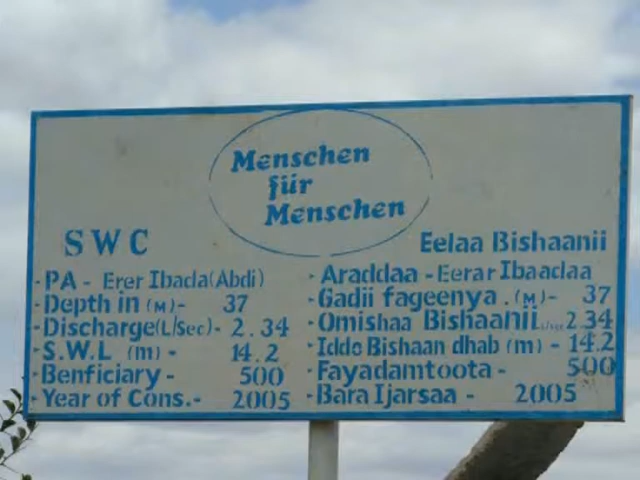 Menschen
für
Menschen
SWC
- PA - Erer Ibada(Abdi)
- Depth in (M)- 37
- Discharge(L/sec)- 2.34
- S.W.L (m) - 14.2
- Benficiary - 500
- Year of Cons.- 2005
Eelaa Bishaanii
- Araddaa - Eerar Ibaadaa
- Gadii fageenya . (M)- 37
- Omishaa Bishaanii L/sec 2.34
- Iddo Bishaan dhab (m) - 14.2
- Fayadamtoota - 500
- Bara Ijarsaa - 2005